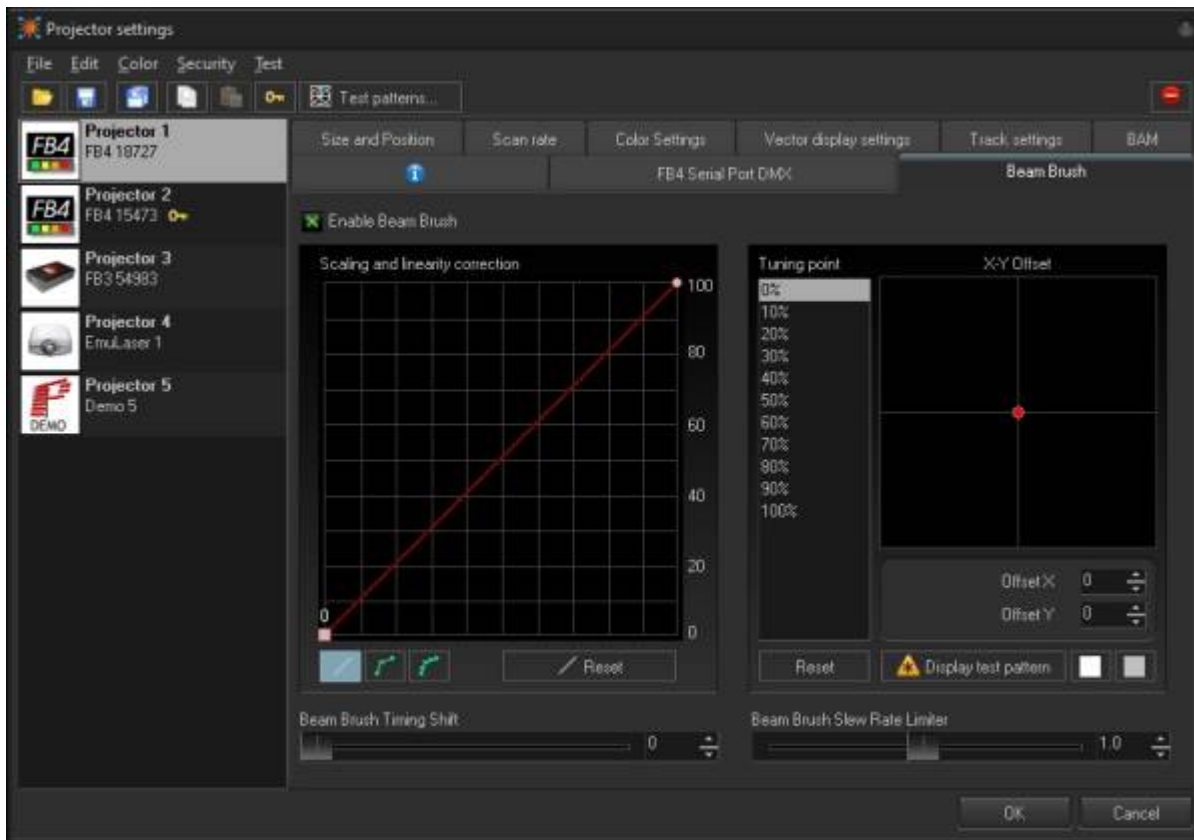 Projector settings
File Edit Color Security Test
Test patterns...
FB4 Projector 1
FB4 18727
FB4 Projector 2
FB4 15473
Projector 3
FB3 54983
Projector 4
EmuLaser 1
Projector 5
Demo 5
DEMO
Size and Position Scan rate Color Settings Vector display settings Track settings BAM
FB4 Serial Port DMX Beam Brush
Enable Beam Brush
Scaling and linearity correction
100
80
60
40
20
0
0
Reset
Tuning point X-Y Offset
0%
10%
20%
30%
40%
50%
60%
70%
80%
90%
100%
Offset X 0
Offset Y 0
Reset Display test pattern
Beam Brush Timing Shift
0
Beam Brush Slew Rate Limiter
1.0
OK Cancel